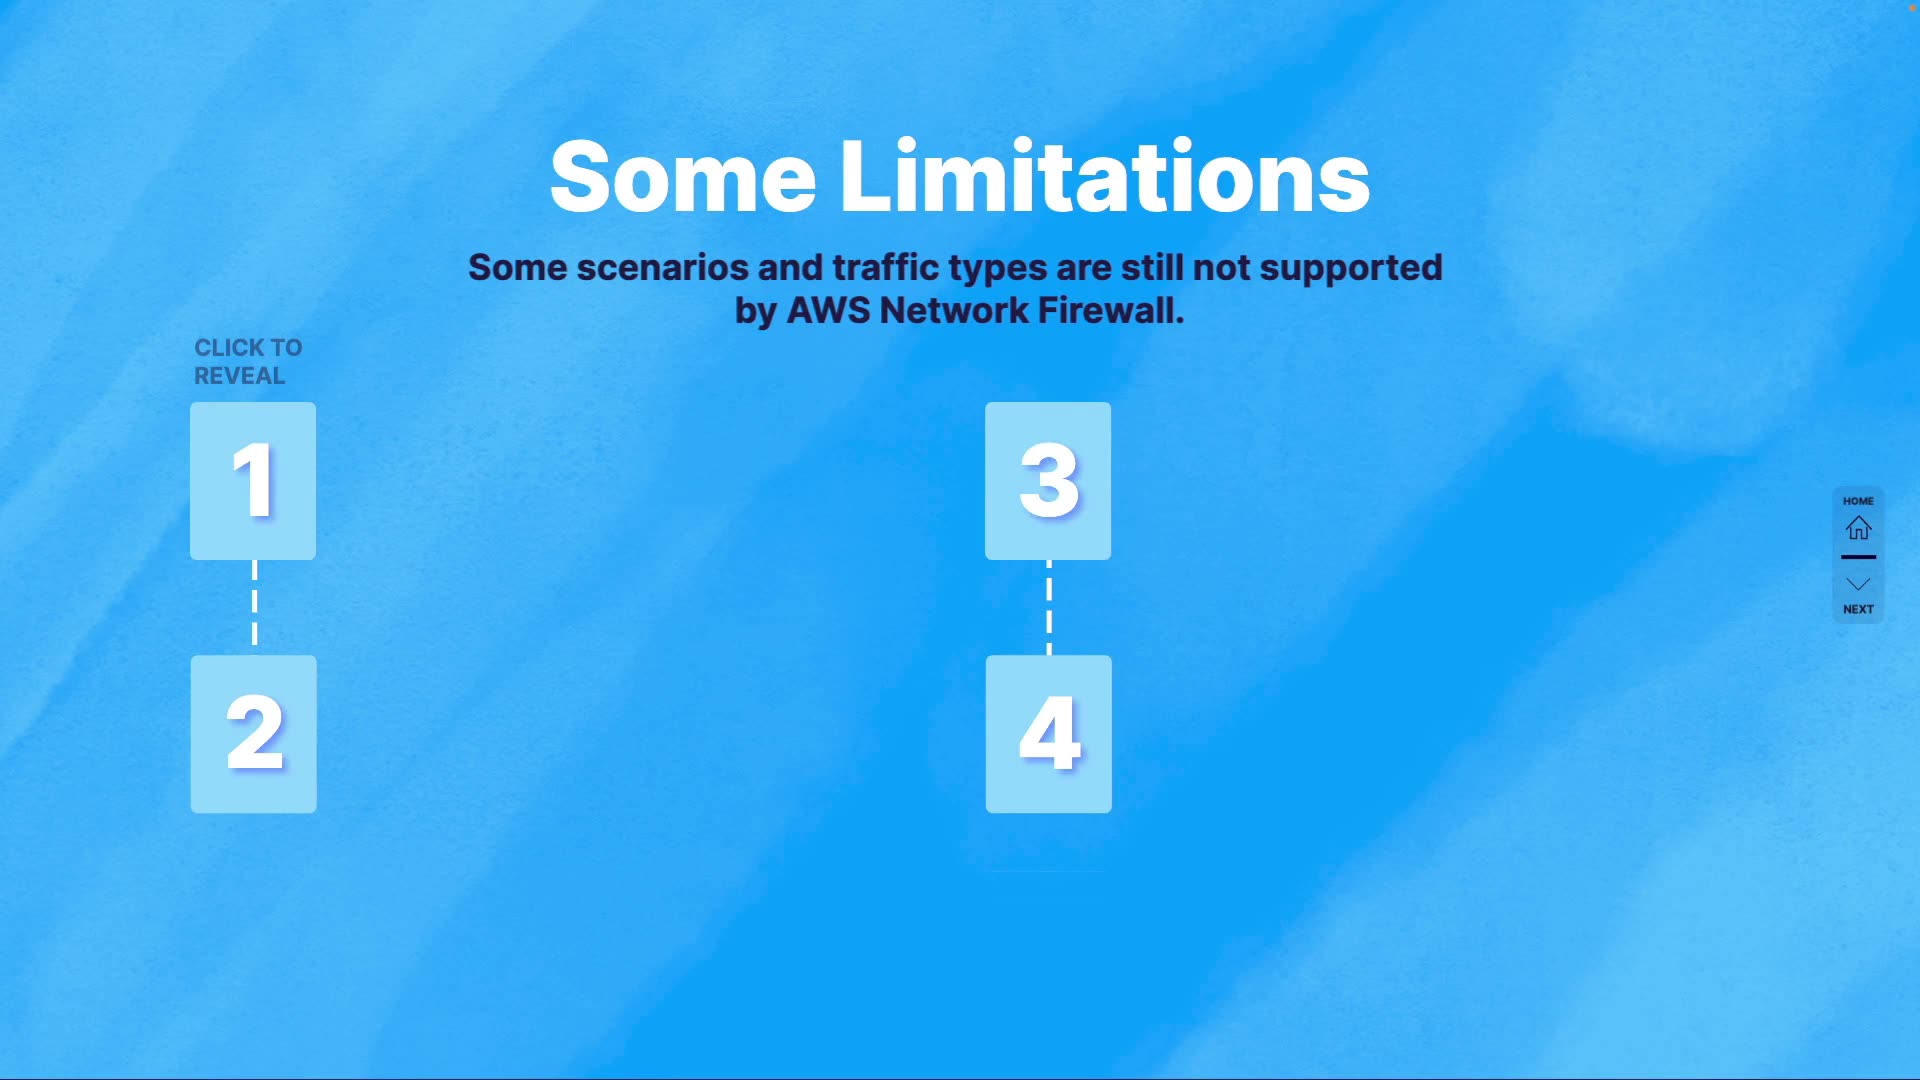 Some Limitations
Some scenarios and traffic types are still not supported
by AWS Network Firewall.
CLICK TO
REVEAL
1
2
3
4
HOME
NEXT